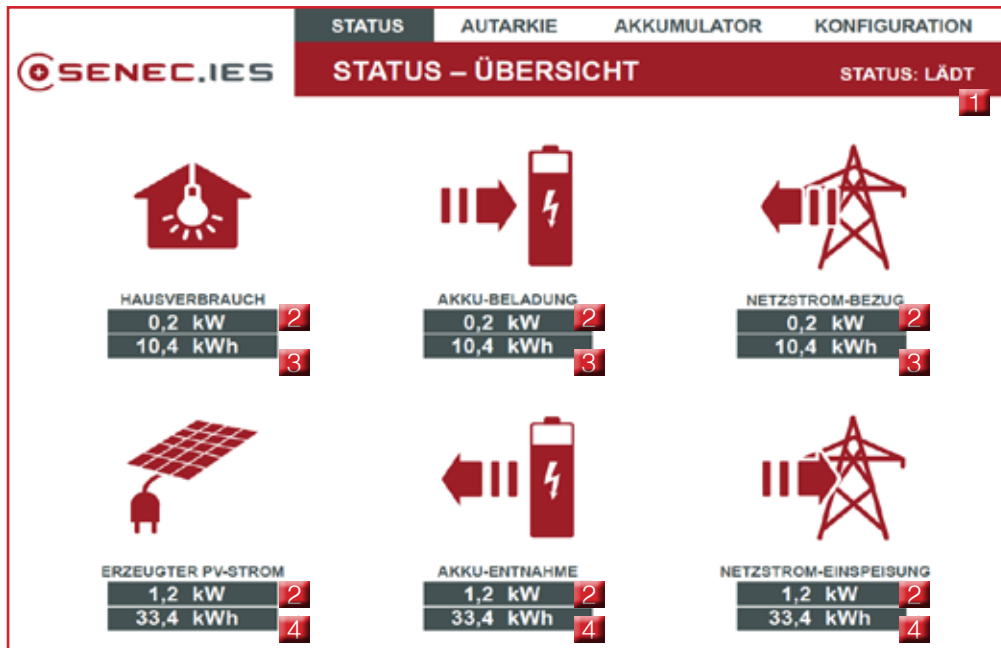 STATUS AUTARKIE AKKUMULATOR KONFIGURATION
SENEC.IES
STATUS – ÜBERSICHT
STATUS: LÄDT
1
HAUSVERBRAUCH
0,2 kW 2
10,4 kWh 3
AKKU-BELADUNG
0,2 kW 2
10,4 kWh 3
NETZSTROM-BEZUG
0,2 kW 2
10,4 kWh 3
ERZEUGTER PV-STROM
1,2 kW 2
33,4 kWh 4
AKKU-ENTNAHME
1,2 kW 2
33,4 kWh 4
NETZSTROM-EINSPEISUNG
1,2 kW 2
33,4 kWh 4